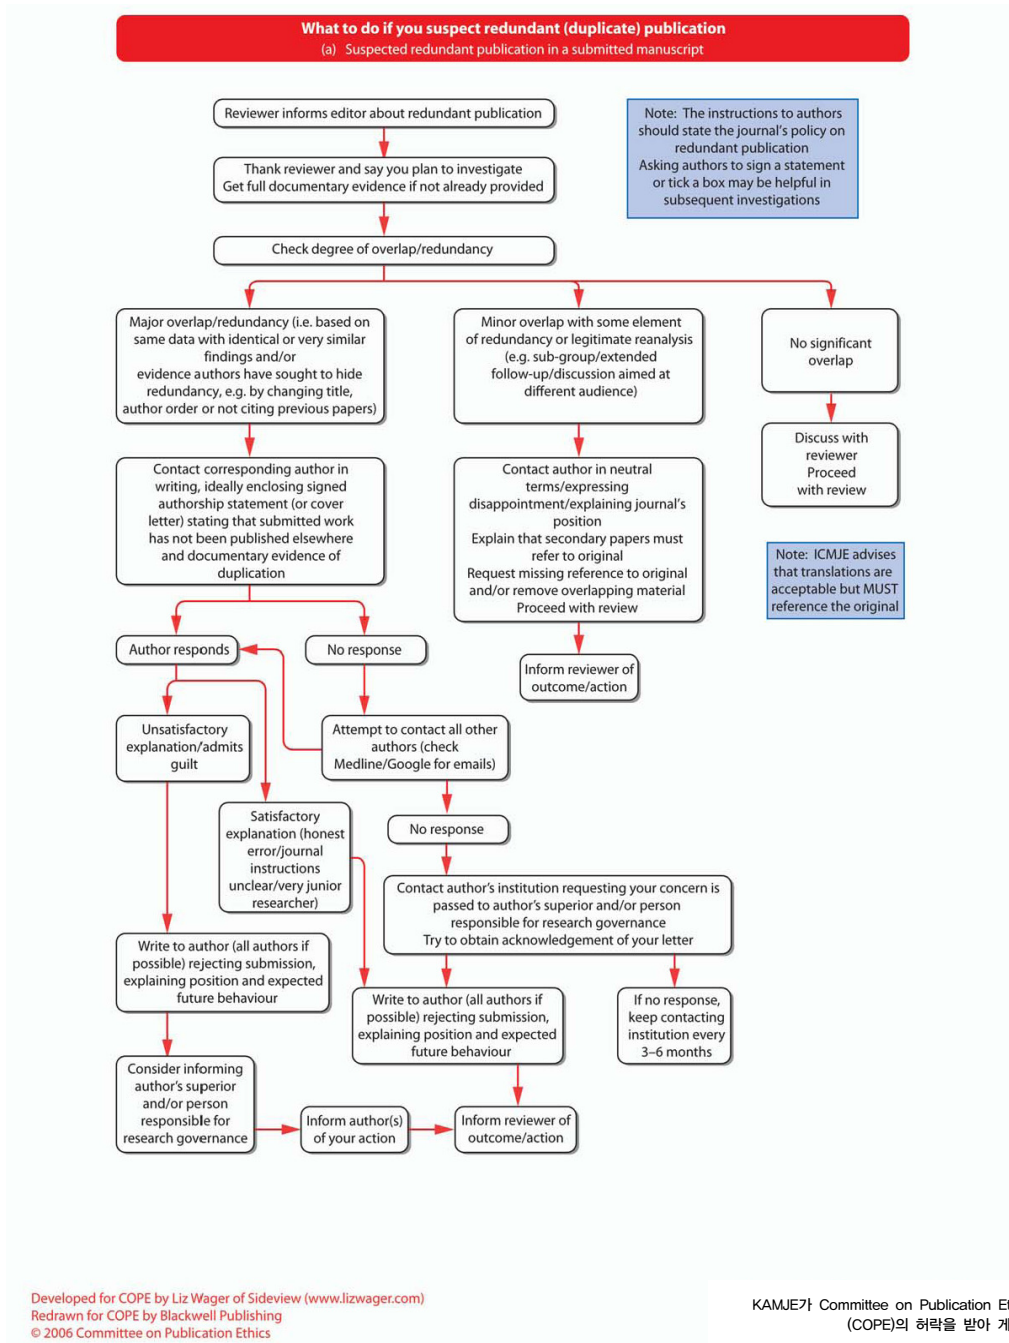 What to do if you suspect redundant (duplicate) publication
(a) Suspected redundant publication in a submitted manuscript
Reviewer informs editor about redundant publication
Note: The instructions to authors
should state the journal's policy on
redundant publication
Asking authors to sign a statement
or tick a box may be helpful in
subsequent investigations
Thank reviewer and say you plan to investigate
Get full documentary evidence if not already provided
Check degree of overlap/redundancy
Major overlap/redundancy (i.e. based on
same data with identical or very similar
findings and/or
evidence authors have sought to hide
redundancy, e.g. by changing title,
author order or not citing previous papers)
Minor overlap with some element
of redundancy or legitimate reanalysis
(e.g. sub-group/extended
follow-up/discussion aimed at
different audience)
No significant
overlap
Discuss with
reviewer
Proceed
with review
Contact corresponding author in
writing, ideally enclosing signed
authorship statement (or cover
letter) stating that submitted work
has not been published elsewhere
and documentary evidence of
duplication
Contact author in neutral
terms/expressing
disappointment/explaining journal's
position
Explain that secondary papers must
refer to original
Request missing reference to original
and/or remove overlapping material
Proceed with review
Note: ICMJE advises
that translations are
acceptable but MUST
reference the original
Author responds
No response
Inform reviewer of
outcome/action
Unsatisfactory
explanation/admits
guilt
Attempt to contact all other
authors (check
Medline/Google for emails)
Satisfactory
explanation (honest
error/journal
instructions
unclear/very junior
researcher)
No response
Contact author's institution requesting your concern is
passed to author's superior and/or person
responsible for research governance
Try to obtain acknowledgement of your letter
Write to author (all authors if
possible) rejecting submission,
explaining position and expected
future behaviour
Write to author (all authors if
possible) rejecting submission,
explaining position and expected
future behaviour
If no response,
keep contacting
institution every
3–6 months
Consider informing
author's superior
and/or person
responsible for
research governance
Inform author(s)
of your action
Inform reviewer of
outcome/action
Developed for COPE by Liz Wager of Sideview (www.lizwager.com)
Redrawn for COPE by Blackwell Publishing
© 2006 Committee on Publication Ethics
KAMJE가 Committee on Publication Et
(COPE)의 허락을 받아 게